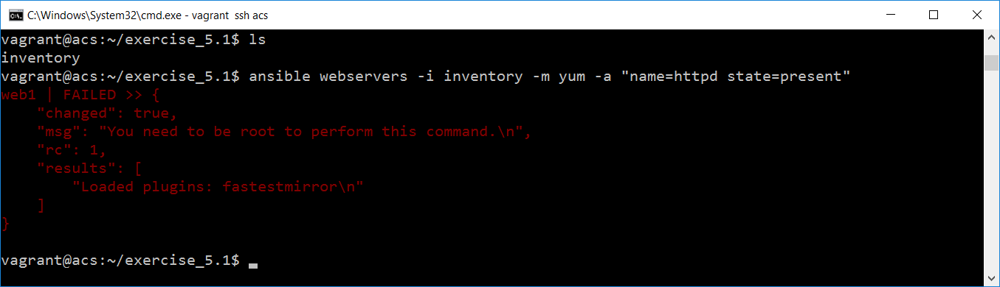 C:\Windows\System32\cmd.exe - vagrant  ssh acs
vagrant@acs:~/exercise_5.1$ ls
inventory
vagrant@acs:~/exercise_5.1$ ansible webservers -i inventory -m yum -a "name=httpd state=present"
web1 | FAILED >> {
    "changed": true,
    "msg": "You need to be root to perform this command.\n",
    "rc": 1,
    "results": [
        "Loaded plugins: fastestmirror\n"
    ]
}
vagrant@acs:~/exercise_5.1$